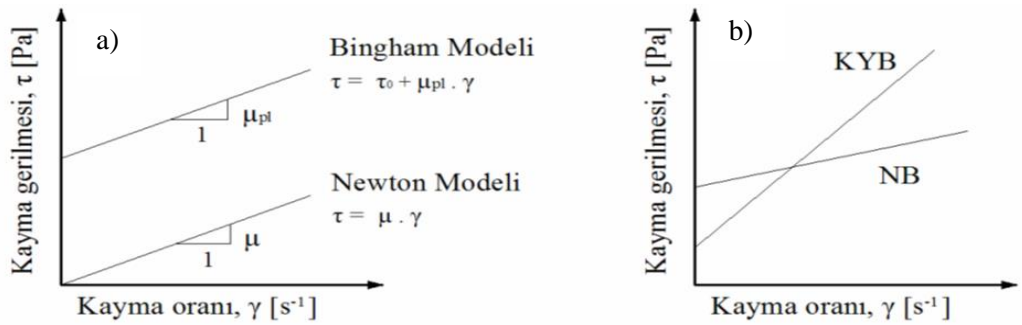 a)
Kayma gerilmesi, τ [Pa]
Bingham Modeli
τ = τ₀ + μpl . γ
μpl
1
Newton Modeli
τ = μ . γ
μ
1
Kayma oranı, γ [s⁻¹]
b)
Kayma gerilmesi, τ [Pa]
KYB
NB
Kayma oranı, γ [s⁻¹]